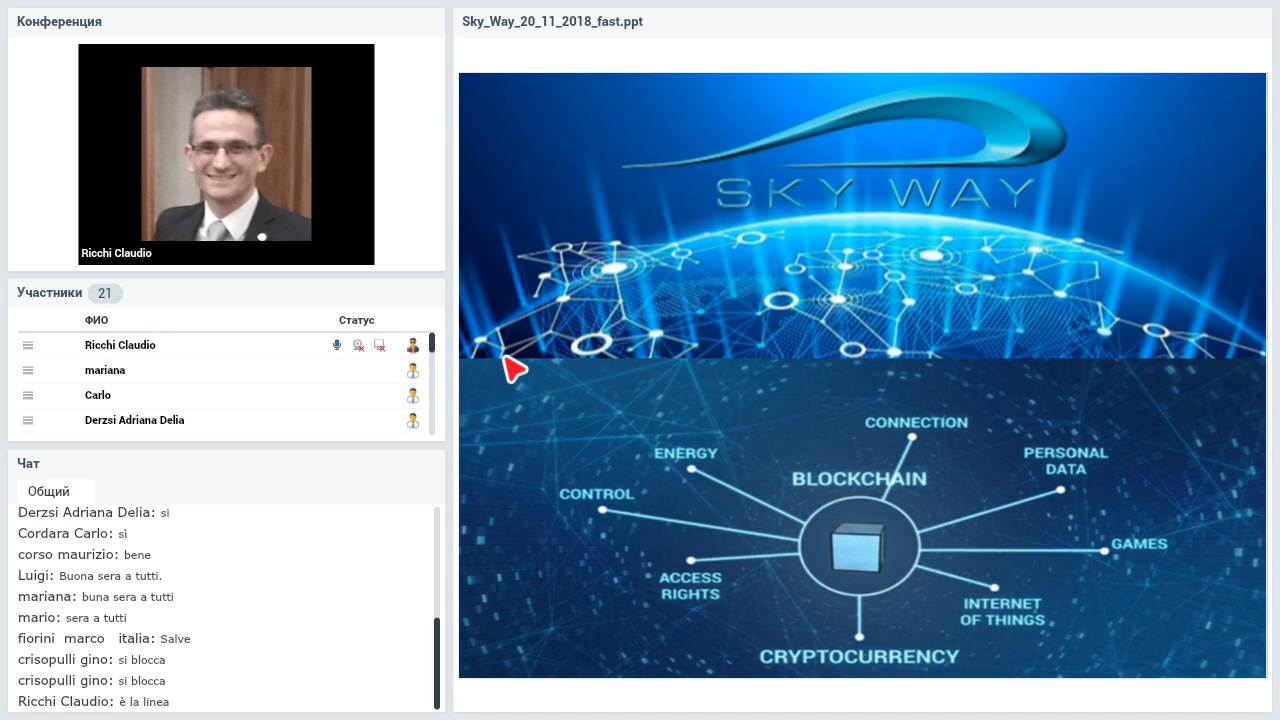 Конференция
Ricchi Claudio
Участники 21
ФИО Статус
Ricchi Claudio
mariana
Carlo
Derzsi Adriana Delia
Чат
Общий
Derzsi Adriana Delia: si
Cordara Carlo: sì
corso maurizio: bene
Luigi: Buona sera a tutti.
mariana: buna sera a tutti
mario: sera a tutti
fiorini marco italia: Salve
crisopulli gino: si blocca
crisopulli gino: si blocca
Ricchi Claudio: è la linea
Sky_Way_20_11_2018_fast.ppt
SKY WAY
CONNECTION
ENERGY
PERSONAL
DATA
BLOCKCHAIN
CONTROL
GAMES
ACCESS
RIGHTS
INTERNET
OF THINGS
CRYPTOCURRENCY